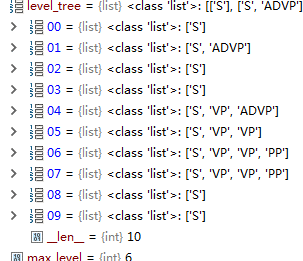 level_tree = {list} <class 'list'>: [['S'], ['S', 'ADVP']
00 = {list} <class 'list'>: ['S']
01 = {list} <class 'list'>: ['S', 'ADVP']
02 = {list} <class 'list'>: ['S']
03 = {list} <class 'list'>: ['S']
04 = {list} <class 'list'>: ['S', 'VP', 'ADVP']
05 = {list} <class 'list'>: ['S', 'VP', 'VP']
06 = {list} <class 'list'>: ['S', 'VP', 'VP', 'PP']
07 = {list} <class 'list'>: ['S', 'VP', 'VP', 'PP']
08 = {list} <class 'list'>: ['S']
09 = {list} <class 'list'>: ['S']
__len__ = {int} 10
max_level = {int} 6